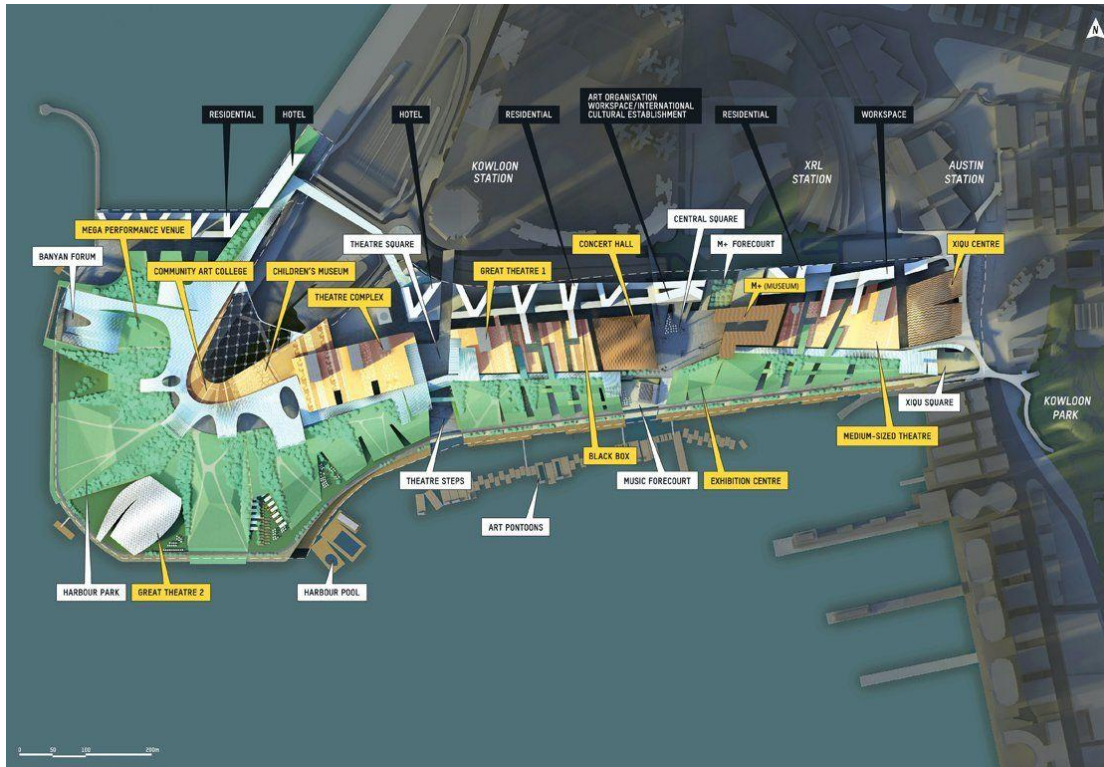 N
ART ORGANISATION
WORKSPACE/INTERNATIONAL
CULTURAL ESTABLISHMENT
RESIDENTIAL
HOTEL
HOTEL
RESIDENTIAL
RESIDENTIAL
WORKSPACE
KOWLOON
STATION
XRL
STATION
AUSTIN
STATION
MEGA PERFORMANCE VENUE
BANYAN FORUM
COMMUNITY ART COLLEGE
CHILDREN'S MUSEUM
THEATRE COMPLEX
THEATRE SQUARE
GREAT THEATRE 1
CONCERT HALL
CENTRAL SQUARE
M+ FORECOURT
M+ (MUSEUM)
XIQU CENTRE
XIQU SQUARE
KOWLOON
PARK
MEDIUM-SIZED THEATRE
BLACK BOX
THEATRE STEPS
MUSIC FORECOURT
EXHIBITION CENTRE
ART PONTOONS
HARBOUR PARK
GREAT THEATRE 2
HARBOUR POOL
0 50 100 200m